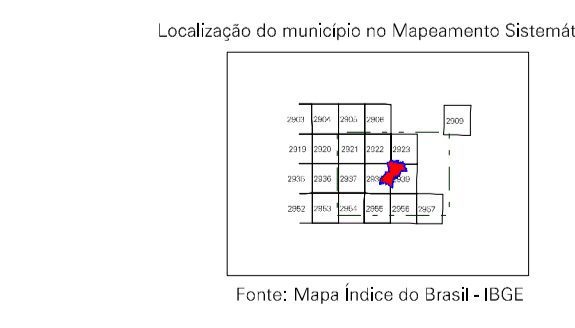 Localização do município no Mapeamento Sistemát
2903 2904 2905 2906 2909
2919 2920 2921 2922 2923
2935 2936 2937
2952 2953 2954 2955 2956 2957
Fonte: Mapa Índice do Brasil - IBGE